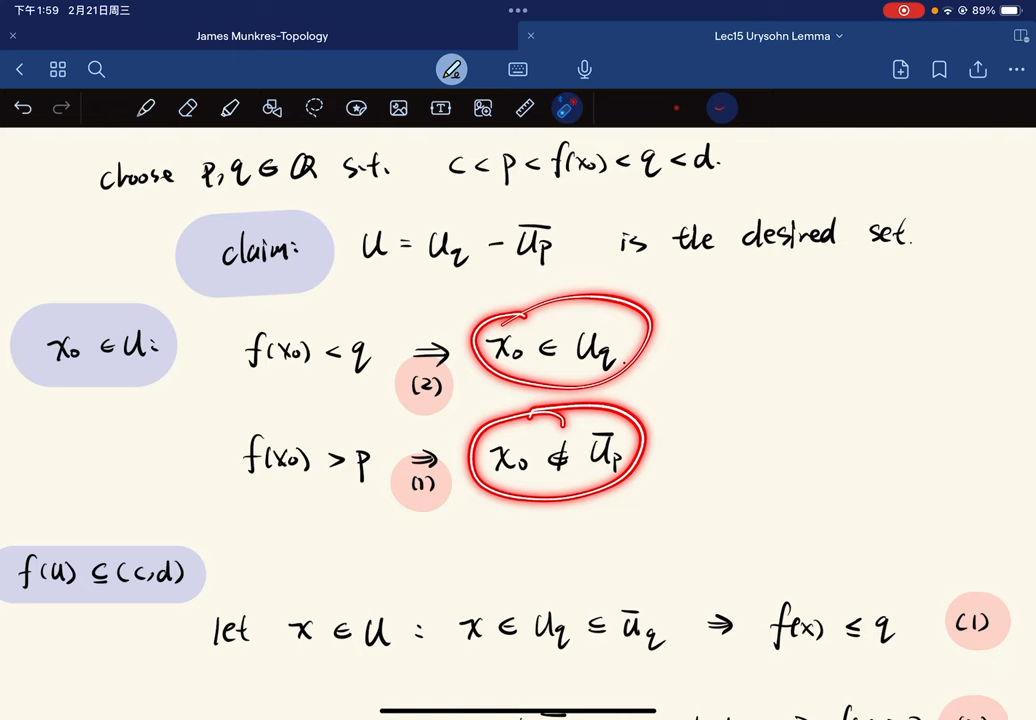 下午1:59 2月21日周三
89%
James Munkres-Topology
Lec15 Urysohn Lemma
choose p, q ∈ ℚ s.t. c < p < f(x₀) < q < d.
claim: U = U_q - \overline{U_p} is the desired set.
x₀ ∈ U:
f(x₀) < q ⇒ x₀ ∈ U_q.
(2)
f(x₀) > p ⇒ x₀ ∉ \overline{U}_p
(1)
f(U) ⊆ (c,d)
let x ∈ U : x ∈ U_q ⊆ \overline{U}_q ⇒ f(x) ≤ q (1)